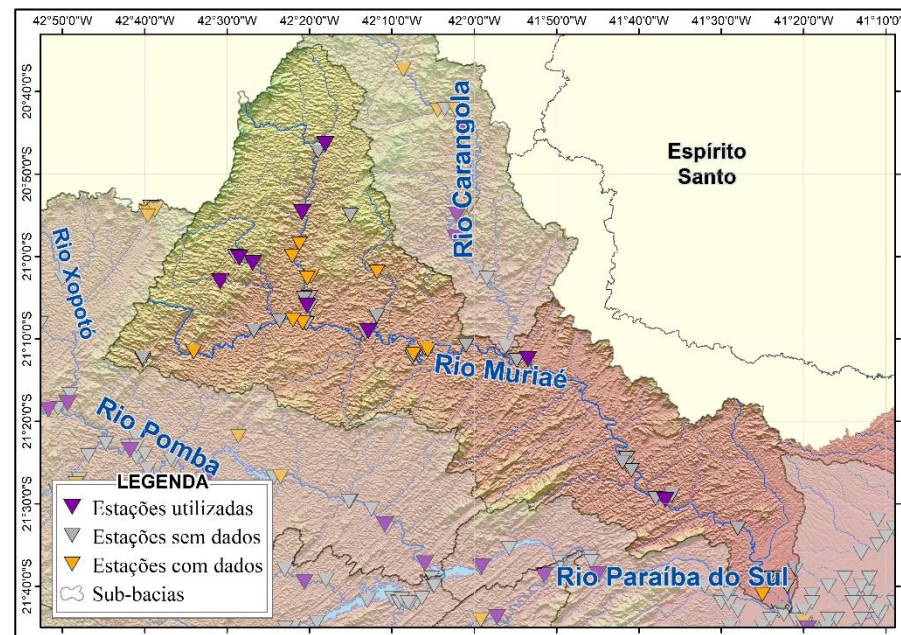 42°50'0"W 42°40'0"W 42°30'0"W 42°20'0"W 42°10'0"W 42°0'0"W 41°50'0"W 41°40'0"W 41°30'0"W 41°20'0"W 41°10'0"W
20°40'0"S
20°50'0"S
21°0'0"S
21°10'0"S
21°20'0"S
21°30'0"S
21°40'0"S
Rio Carangola
Espírito
Santo
Rio Xopotó
Rio Muriaé
Rio Pomba
Rio Paraíba do Sul
LEGENDA
Estações utilizadas
Estações sem dados
Estações com dados
Sub-bacias